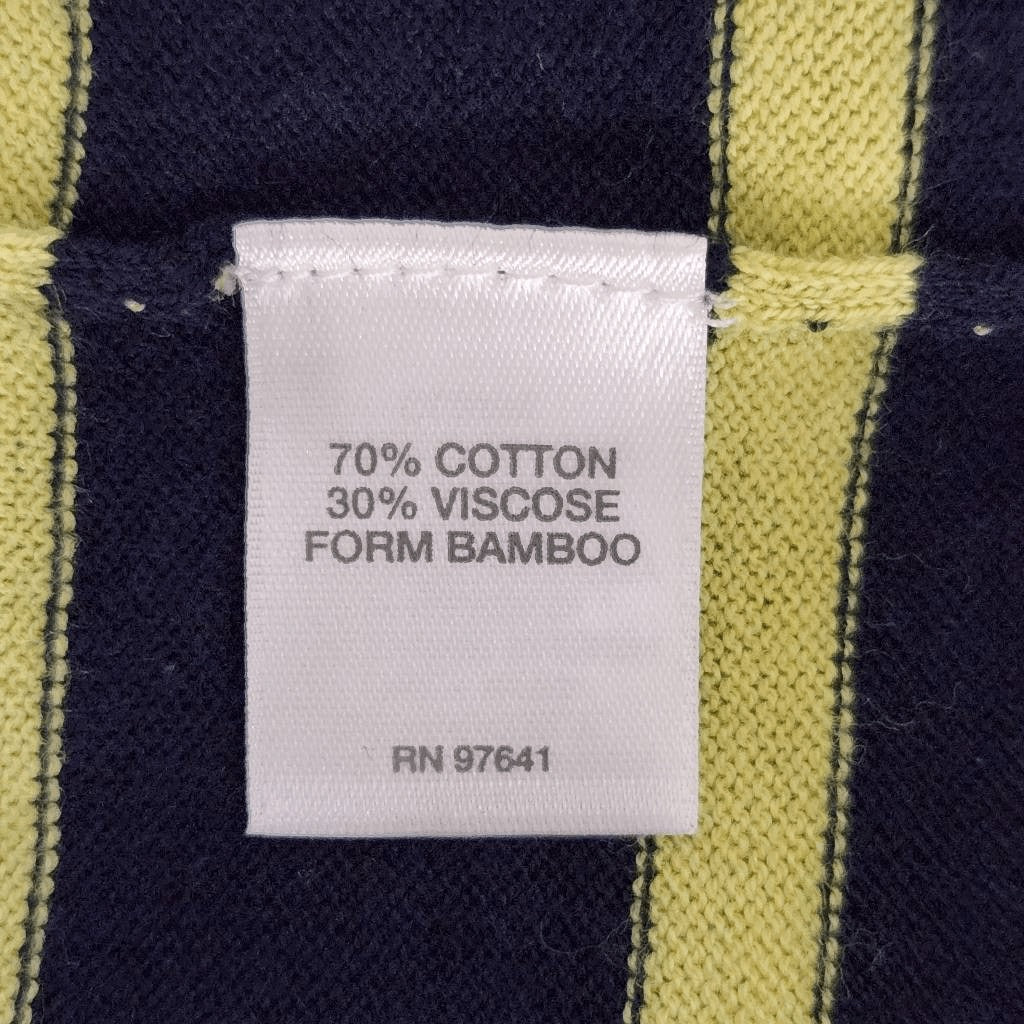 70% COTTON
30% VISCOSE
FORM BAMBOO
RN 97641